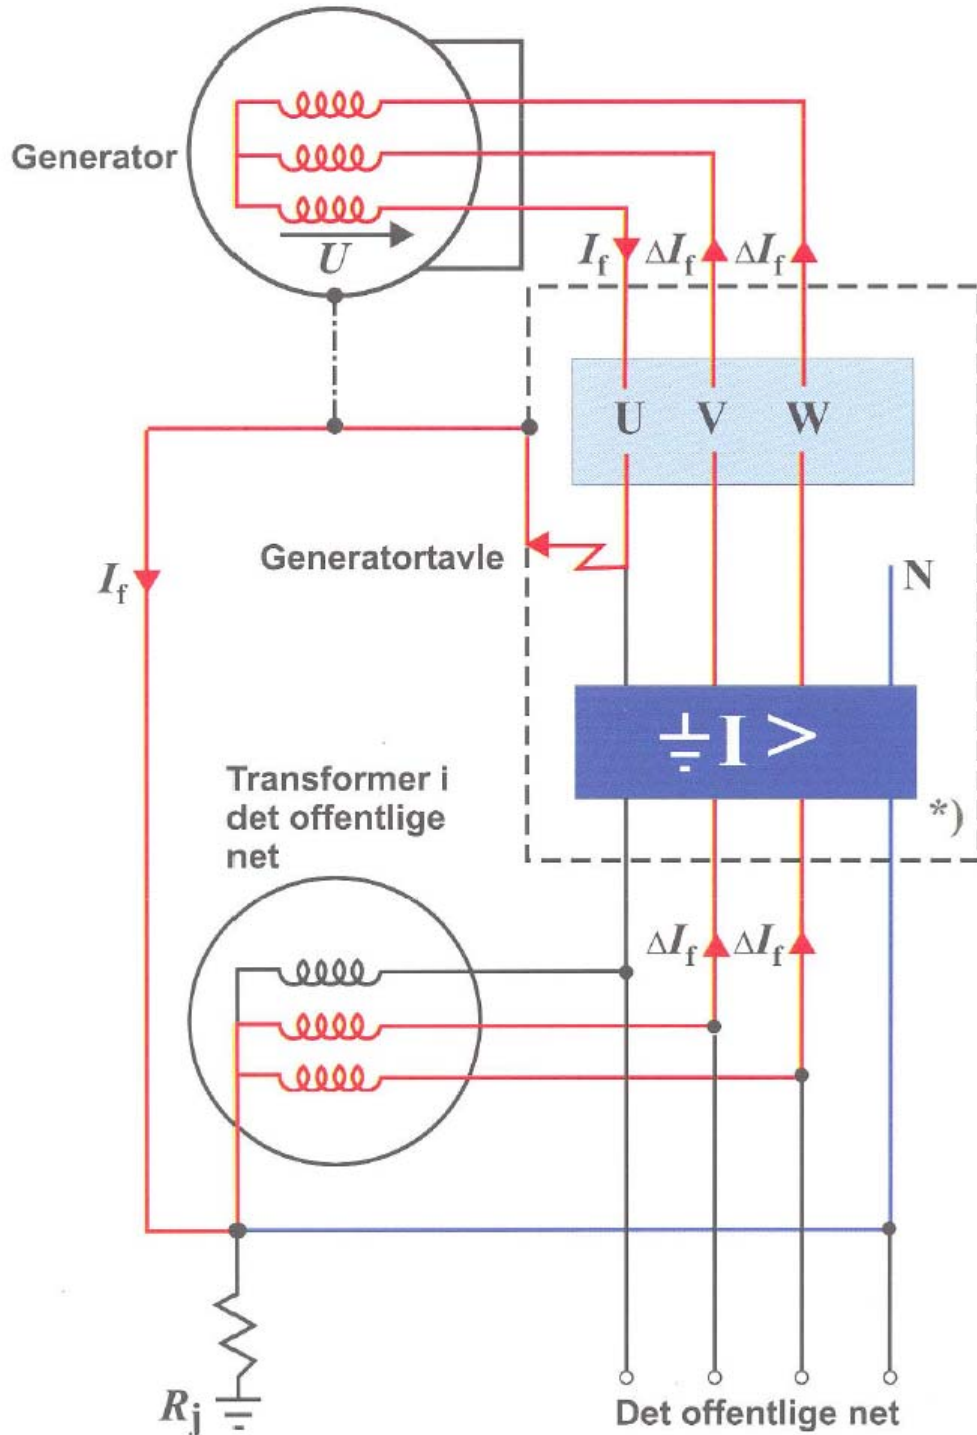 Generator
U
I_f ΔI_f ΔI_f
U V W
Generatortavle
I_f
N
I >
*)
Transformer i
det offentlige
net
ΔI_f ΔI_f
R_j
Det offentlige net